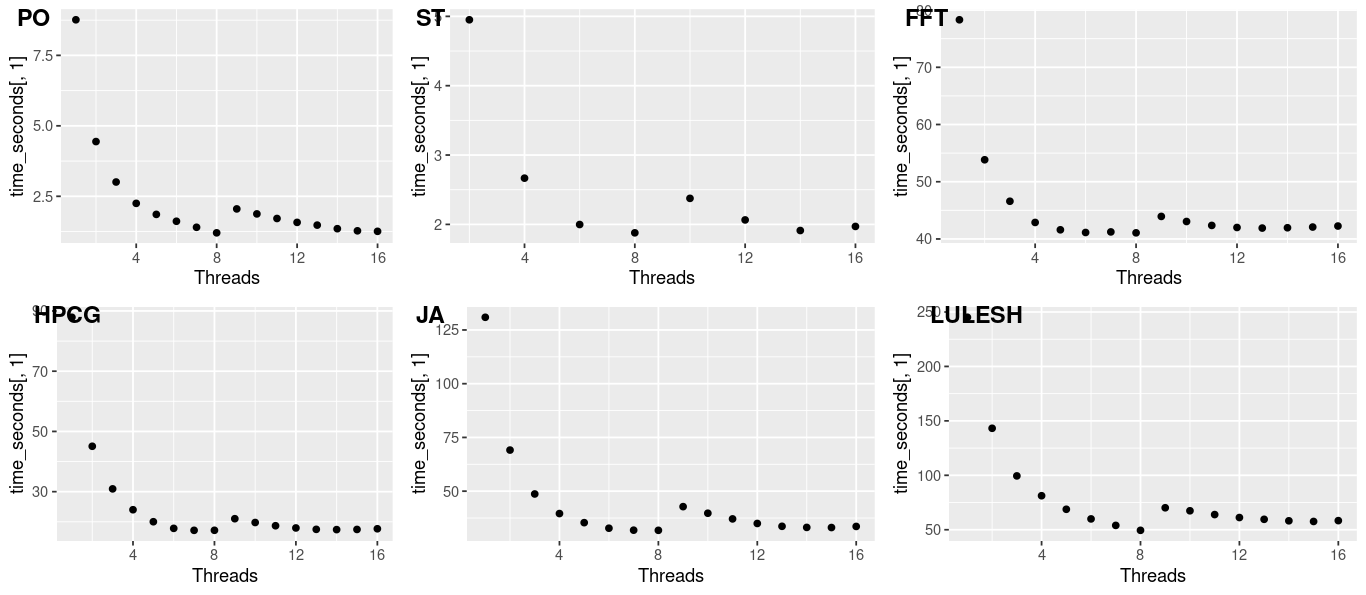 PO
time_seconds[, 1]
7.5
5.0
2.5
4 8 12 16
Threads
ST
time_seconds[, 1]
5
4
3
2
4 8 12 16
Threads
FFT
time_seconds[, 1]
80
70
60
50
40
4 8 12 16
Threads
HPCG
time_seconds[, 1]
90
70
50
30
4 8 12 16
Threads
JA
time_seconds[, 1]
125
100
75
50
4 8 12 16
Threads
LULESH
time_seconds[, 1]
250
200
150
100
50
4 8 12 16
Threads